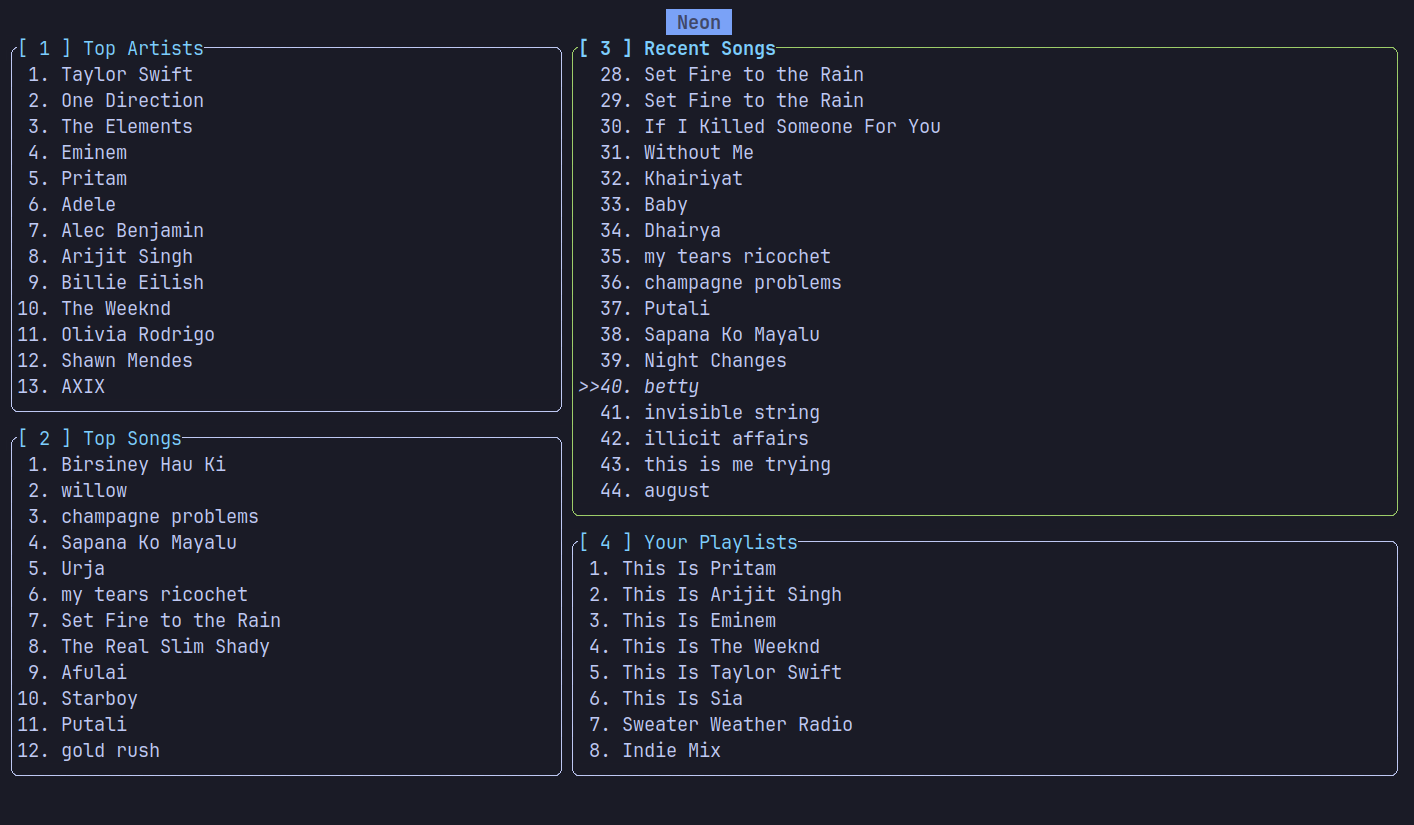 Neon
[ 1 ] Top Artists
1. Taylor Swift
2. One Direction
3. The Elements
4. Eminem
5. Pritam
6. Adele
7. Alec Benjamin
8. Arijit Singh
9. Billie Eilish
10. The Weeknd
11. Olivia Rodrigo
12. Shawn Mendes
13. AXIX
[ 2 ] Top Songs
1. Birsiney Hau Ki
2. willow
3. champagne problems
4. Sapana Ko Mayalu
5. Urja
6. my tears ricochet
7. Set Fire to the Rain
8. The Real Slim Shady
9. Afulai
10. Starboy
11. Putali
12. gold rush
[ 3 ] Recent Songs
28. Set Fire to the Rain
29. Set Fire to the Rain
30. If I Killed Someone For You
31. Without Me
32. Khairiyat
33. Baby
34. Dhairya
35. my tears ricochet
36. champagne problems
37. Putali
38. Sapana Ko Mayalu
39. Night Changes
>>40. betty
41. invisible string
42. illicit affairs
43. this is me trying
44. august
[ 4 ] Your Playlists
1. This Is Pritam
2. This Is Arijit Singh
3. This Is Eminem
4. This Is The Weeknd
5. This Is Taylor Swift
6. This Is Sia
7. Sweater Weather Radio
8. Indie Mix